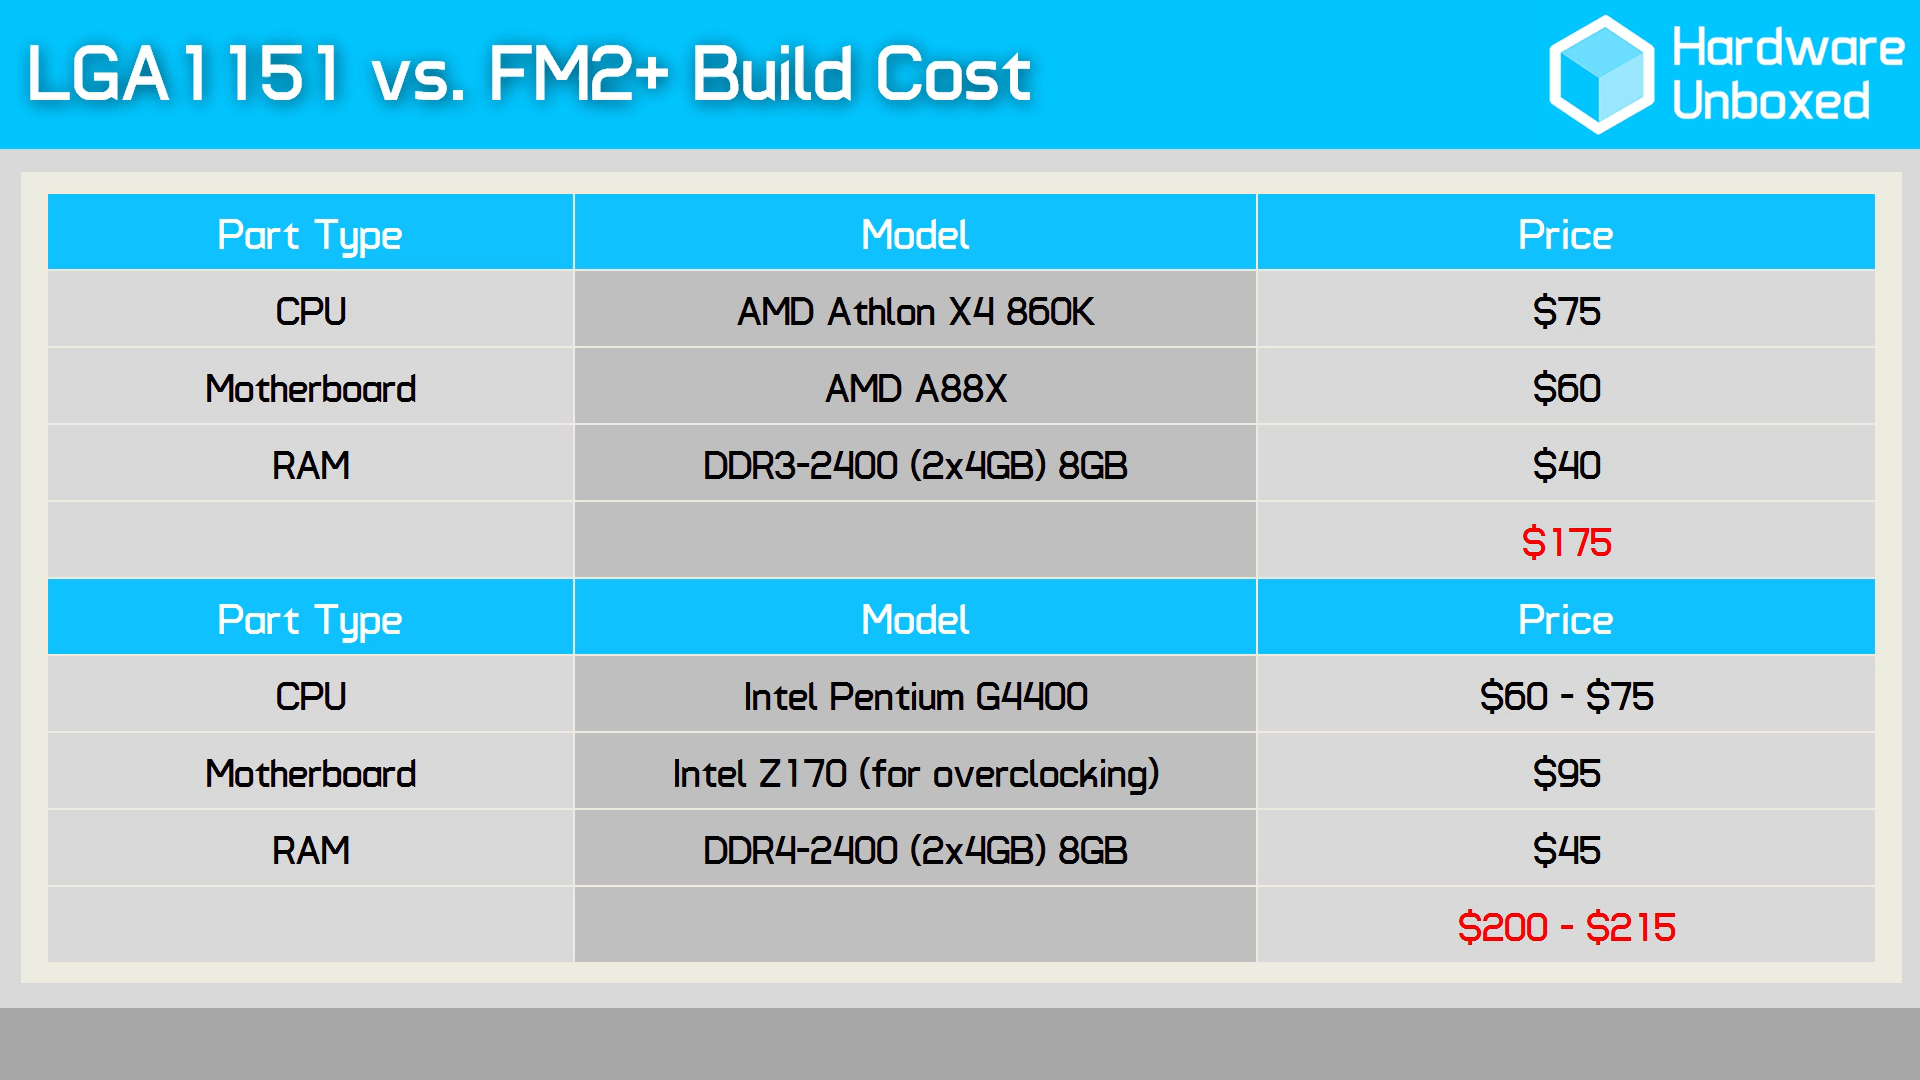 LGA1151 vs. FM2+ Build Cost
Hardware
Unboxed
Part Type Model Price
CPU AMD Athlon X4 860K $75
Motherboard AMD A88X $60
RAM DDR3-2400 (2x4GB) 8GB $40
$175
Part Type Model Price
CPU Intel Pentium G4400 $60 - $75
Motherboard Intel Z170 (for overclocking) $95
RAM DDR4-2400 (2x4GB) 8GB $45
$200 - $215